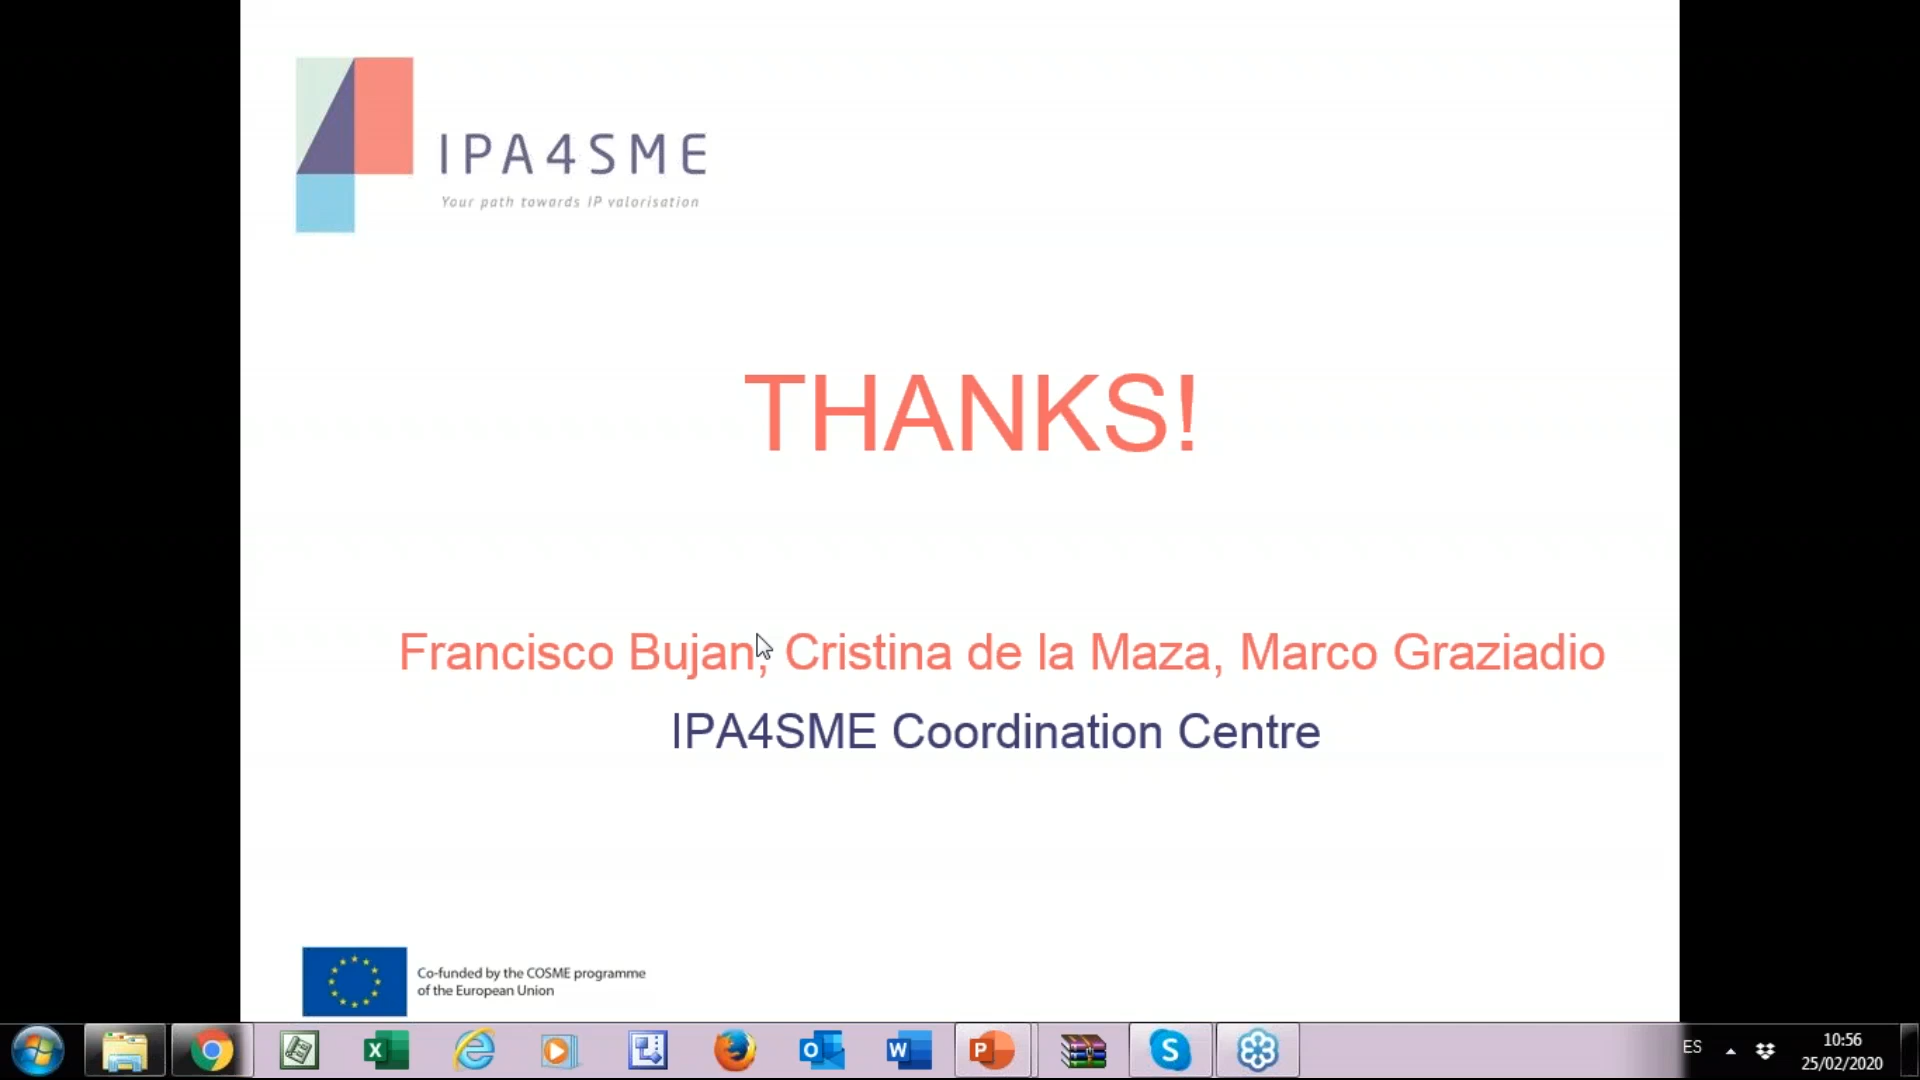 IPA4SME
Your path towards IP valorisation
THANKS!
Francisco Bujan, Cristina de la Maza, Marco Graziadio
IPA4SME Coordination Centre
Co-funded by the COSME programme
of the European Union
ES
10:56
25/02/2020